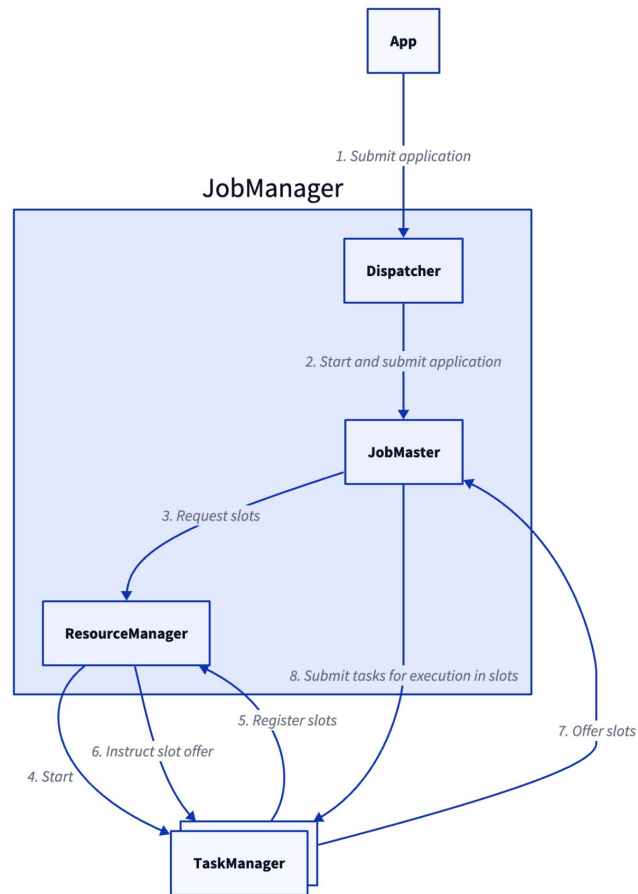 App
1. Submit application
JobManager
Dispatcher
2. Start and submit application
JobMaster
3. Request slots
ResourceManager
8. Submit tasks for execution in slots
5. Register slots
7. Offer slots
6. Instruct slot offer
4. Start
TaskManager